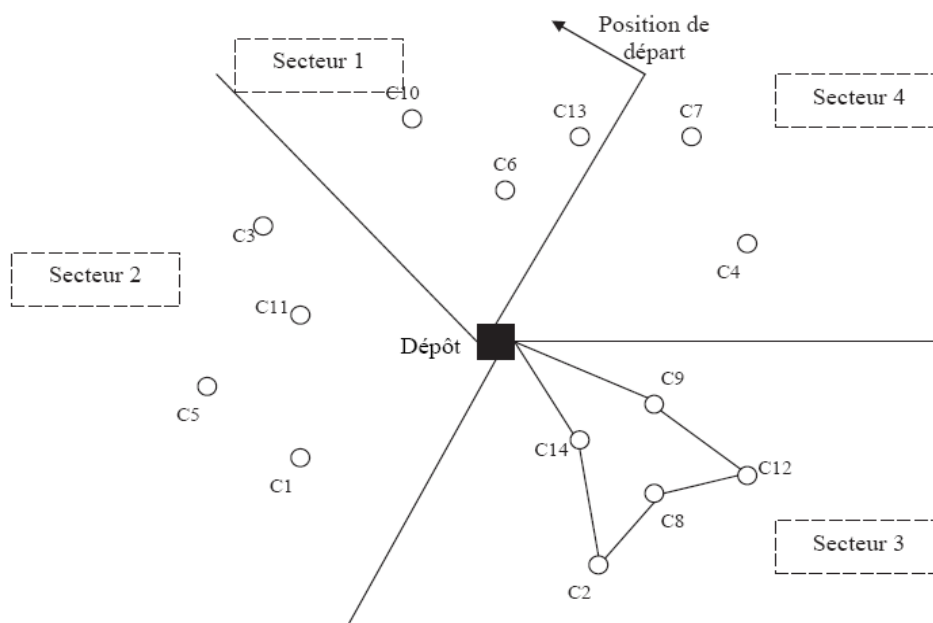 Position de
départ
Secteur 1
Secteur 4
C10
C13
C7
C6
C3
C4
Secteur 2
C11
Dépôt
C9
C5
C14
C12
C1
C8
Secteur 3
C2